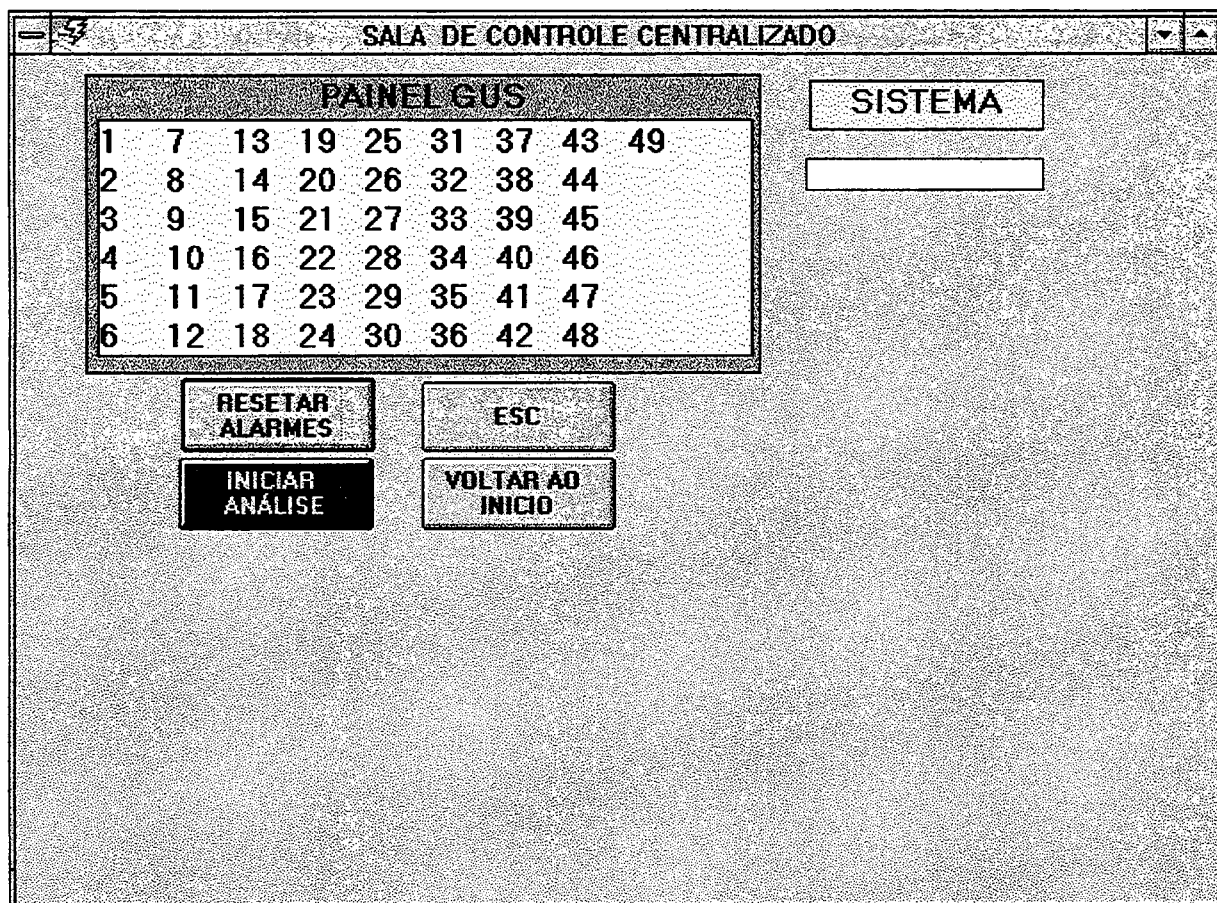 SALA DE CONTROLE CENTRALIZADO
PAINEL GUS
SISTEMA
1 7 13 19 25 31 37 43 49
2 8 14 20 26 32 38 44
3 9 15 21 27 33 39 45
4 10 16 22 28 34 40 46
5 11 17 23 29 35 41 47
6 12 18 24 30 36 42 48
RESETAR
ALARMES
ESC
INICIAR
ANÁLISE
VOLTAR AO
INICIO